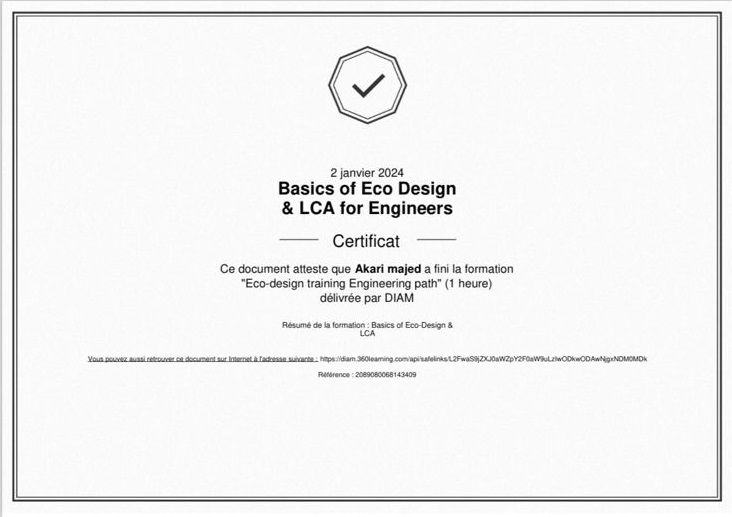 2 janvier 2024
Basics of Eco Design
& LCA for Engineers
Certificat
Ce document atteste que Akari majed a fini la formation
"Eco-design training Engineering path" (1 heure)
délivrée par DIAM
Résumé de la formation : Basics of Eco-Design &
LCA
Vous pouvez aussi retrouver ce document sur Internet à l'adresse suivante : https://diam.360learning.com/api/safelinks/L2FwaS9jZXJ0aWZpY2F0aW9uLzIwODkwODAwNjgxNDM0MDk
Référence : 2089080068143409